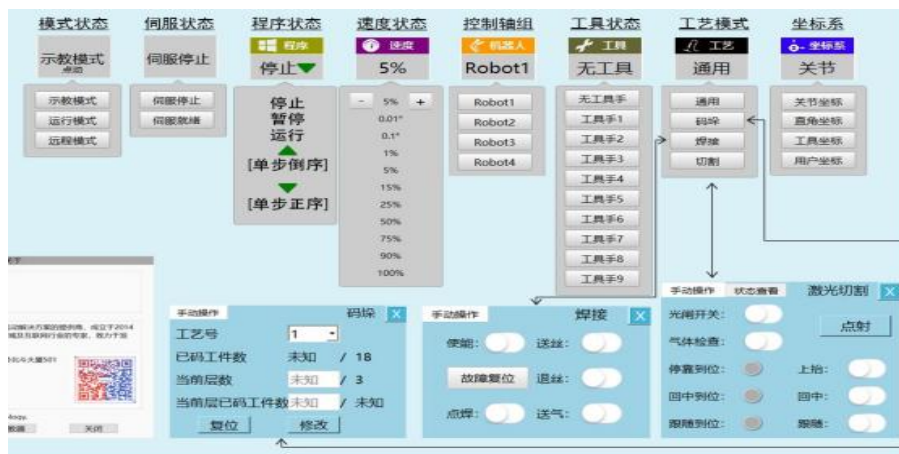 模式状态
示教模式
点动
示教模式
运行模式
远程模式
伺服状态
伺服停止
伺服停止
伺服就绪
程序状态
程序
停止
停止
暂停
运行
[单步倒序]
[单步正序]
速度状态
速度
5%
- 5% +
0.01°
0.1°
1%
5%
15%
25%
50%
75%
90%
100%
控制轴组
机器人
Robot1
Robot1
Robot2
Robot3
Robot4
工具状态
工具
无工具
无工具手
工具手1
工具手2
工具手3
工具手4
工具手5
工具手6
工具手7
工具手8
工具手9
工艺模式
工艺
通用
通用
码垛
焊接
切割
坐标系
坐标系
关节
关节坐标
直角坐标
工具坐标
用户坐标
关闭
手动操作 码垛 X
工艺号 1
已码工件数 未知 / 18
当前层数 未知 / 3
当前层已码工件数 未知 / 未知
复位 修改
手动操作 焊接 X
使能: 送丝:
故障复位 退丝:
点焊: 送气:
手动操作 状态查看 激光切割 X
光闸开关: 点射
气体检查:
停靠到位: 上抬:
回中到位: 回中:
跟随到位: 跟随: